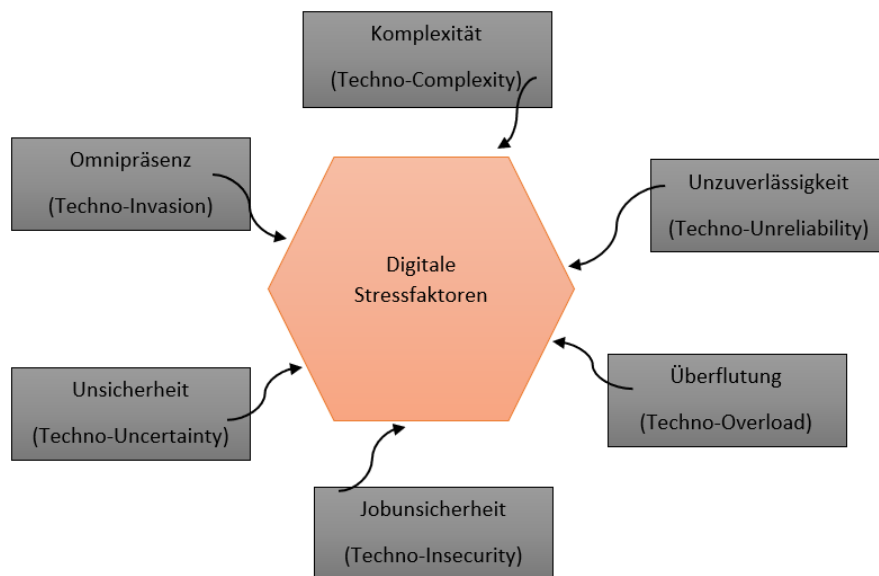 Komplexität
(Techno-Complexity)
Omnipräsenz
(Techno-Invasion)
Unzuverlässigkeit
(Techno-Unreliability)
Digitale
Stressfaktoren
Unsicherheit
(Techno-Uncertainty)
Überflutung
(Techno-Overload)
Jobunsicherheit
(Techno-Insecurity)